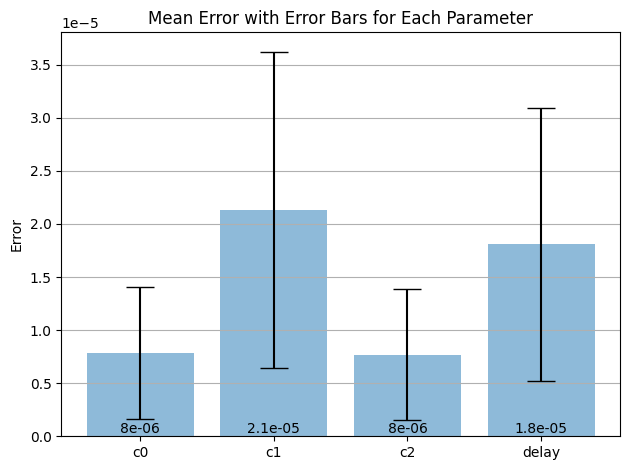 Mean Error with Error Bars for Each Parameter
1e−5
3.5
3.0
2.5
2.0
1.5
1.0
0.5
0.0
Error
8e-06 2.1e-05 8e-06 1.8e-05
c0 c1 c2 delay